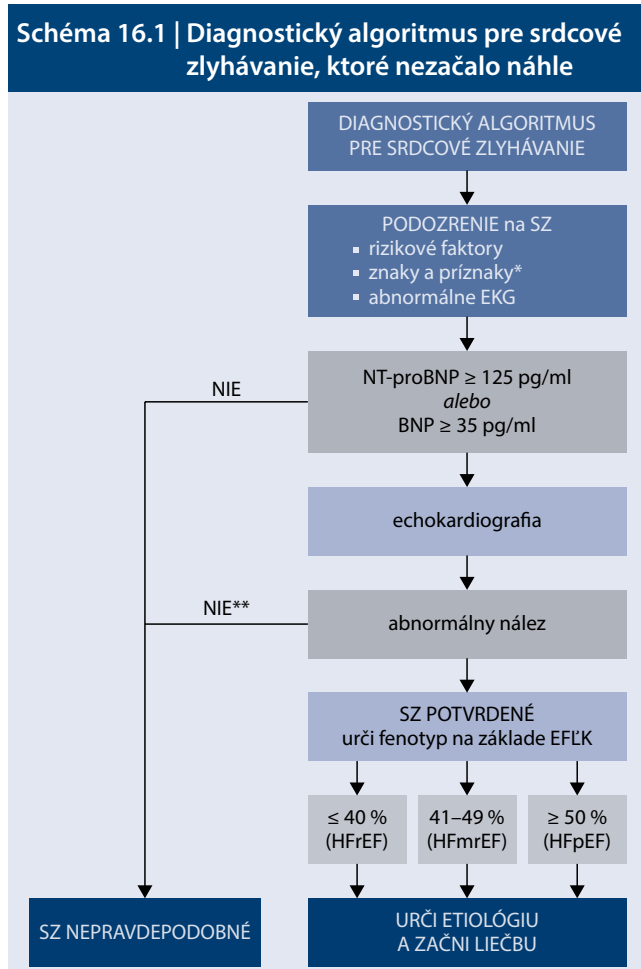 Schéma 16.1 | Diagnostický algoritmus pre srdcové
zlyhávanie, ktoré nezačalo náhle
DIAGNOSTICKÝ ALGORITMUS
PRE SRDCOVÉ ZLYHÁVANIE
PODOZRENIE na SZ
▪ rizikové faktory
▪ znaky a príznaky*
▪ abnormálne EKG
NIE
NT-proBNP ≥ 125 pg/ml
alebo
BNP ≥ 35 pg/ml
echokardiografia
NIE**
abnormálny nález
SZ POTVRDENÉ
urči fenotyp na základe EFĽK
≤ 40 %
(HFrEF)
41–49 %
(HFmrEF)
≥ 50 %
(HFpEF)
SZ NEPRAVDEPODOBNÉ
URČI ETIOLÓGIU
A ZAČNI LIEČBU